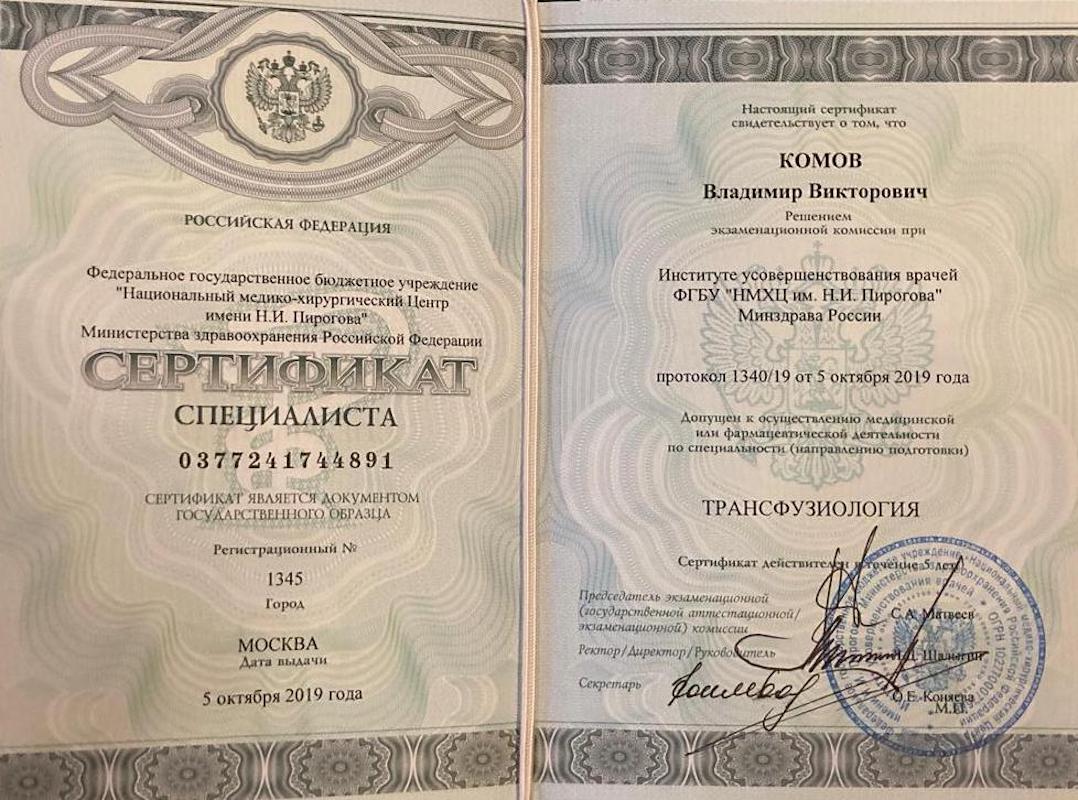 РОССИЙСКАЯ ФЕДЕРАЦИЯ
Федеральное государственное бюджетное учреждение
"Национальный медико-хирургический Центр
имени Н.И. Пирогова"
Министерства здравоохранения Российской Федерации
СЕРТИФИКАТ
СПЕЦИАЛИСТА
0377241744891
СЕРТИФИКАТ ЯВЛЯЕТСЯ ДОКУМЕНТОМ
ГОСУДАРСТВЕННОГО ОБРАЗЦА
Регистрационный №
1345
Город
МОСКВА
Дата выдачи
5 октября 2019 года
Настоящий сертификат
свидетельствует о том, что
КОМОВ
Владимир Викторович
Решением
экзаменационной комиссии при
Институте усовершенствования врачей
ФГБУ "НМХЦ им. Н.И. Пирогова"
Минздрава России
протокол 1340/19 от 5 октября 2019 года
Допущен к осуществлению медицинской
или фармацевтической деятельности
по специальности (направлению подготовки)
ТРАНСФУЗИОЛОГИЯ
Сертификат действителен в течение 5 лет.
Председатель экзаменационной
(государственной аттестационной/
экзаменационной) комиссии
С.А. Матвеев
Ректор/Директор/Руководитель
Шалыгин
Секретарь
О.Е. Коняева
М.П.